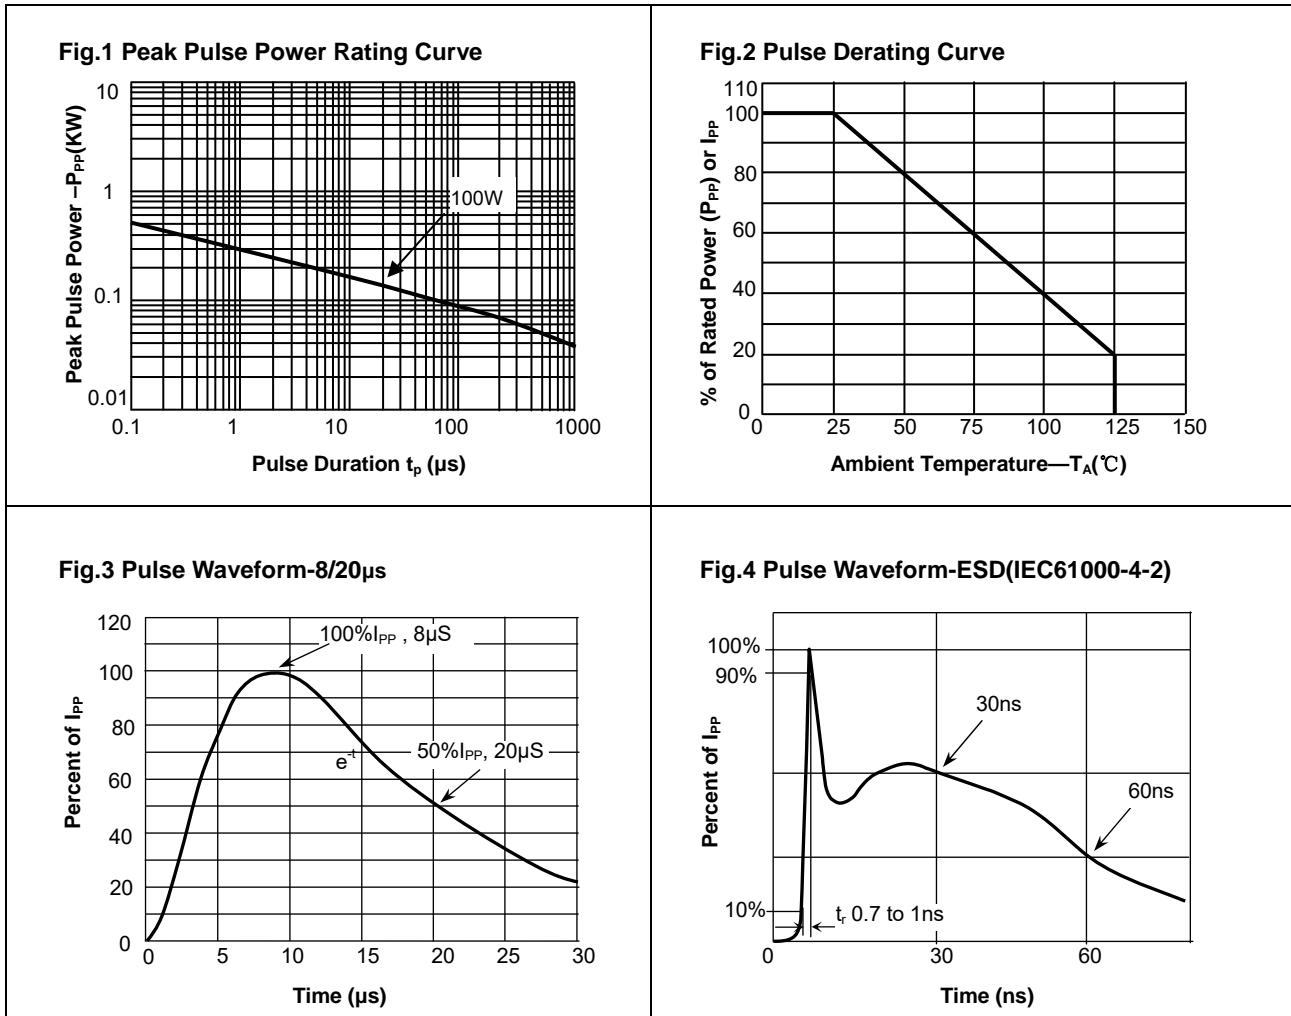 Fig.1 Peak Pulse Power Rating Curve
Peak Pulse Power –PPP(KW)
10
1
0.1
0.01
100W
0.1 1 10 100 1000
Pulse Duration tp (µs)
Fig.2 Pulse Derating Curve
% of Rated Power (PPP) or IPP
110
100
80
60
40
20
0
0 25 50 75 100 125 150
Ambient Temperature—TA(℃)
Fig.3 Pulse Waveform-8/20µs
Percent of IPP
120
100
80
60
40
20
0
100%IPP , 8µS
e-t
50%IPP, 20µS
0 5 10 15 20 25 30
Time (µs)
Fig.4 Pulse Waveform-ESD(IEC61000-4-2)
Percent of IPP
100%
90%
10%
30ns
60ns
tr 0.7 to 1ns
0 30 60
Time (ns)